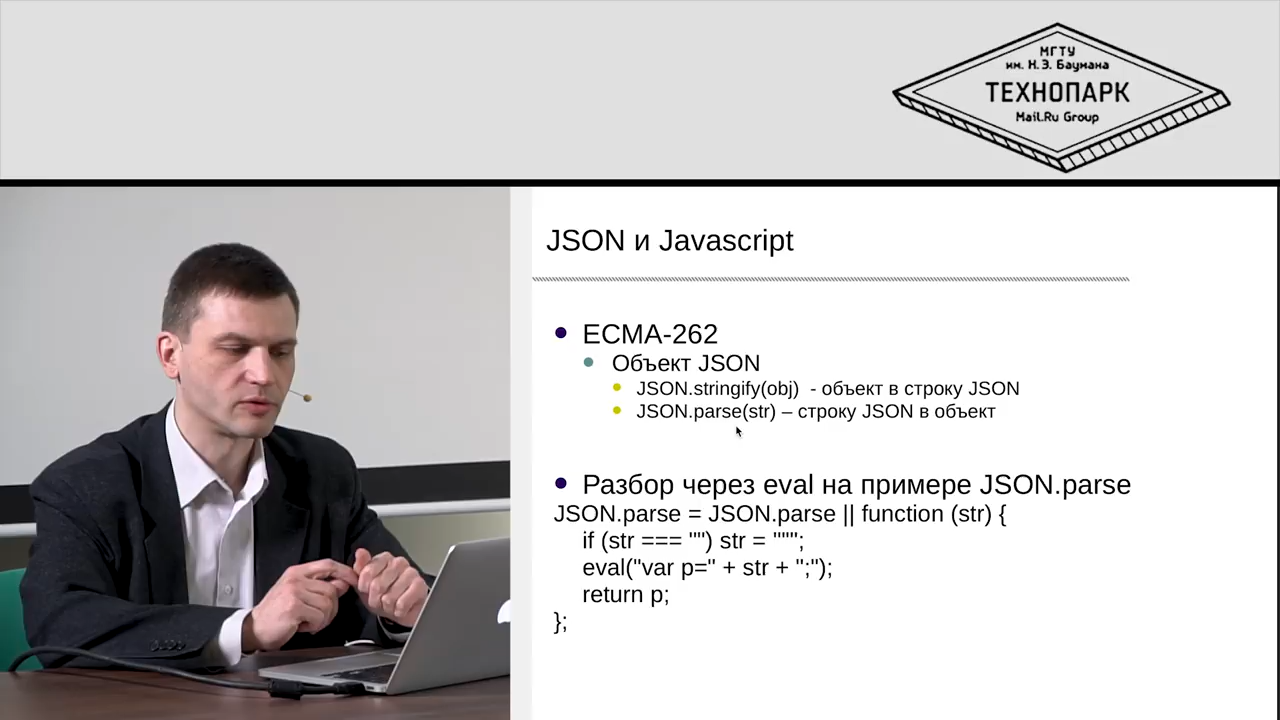 МГТУ
им. Н.Э. Баумана
ТЕХНОПАРК
Mail.Ru Group
JSON и Javascript
ECMA-262
Объект JSON
JSON.stringify(obj) - объект в строку JSON
JSON.parse(str) – строку JSON в объект
Разбор через eval на примере JSON.parse
JSON.parse = JSON.parse || function (str) {
if (str === "") str = '""';
eval("var p=" + str + ";");
return p;
};